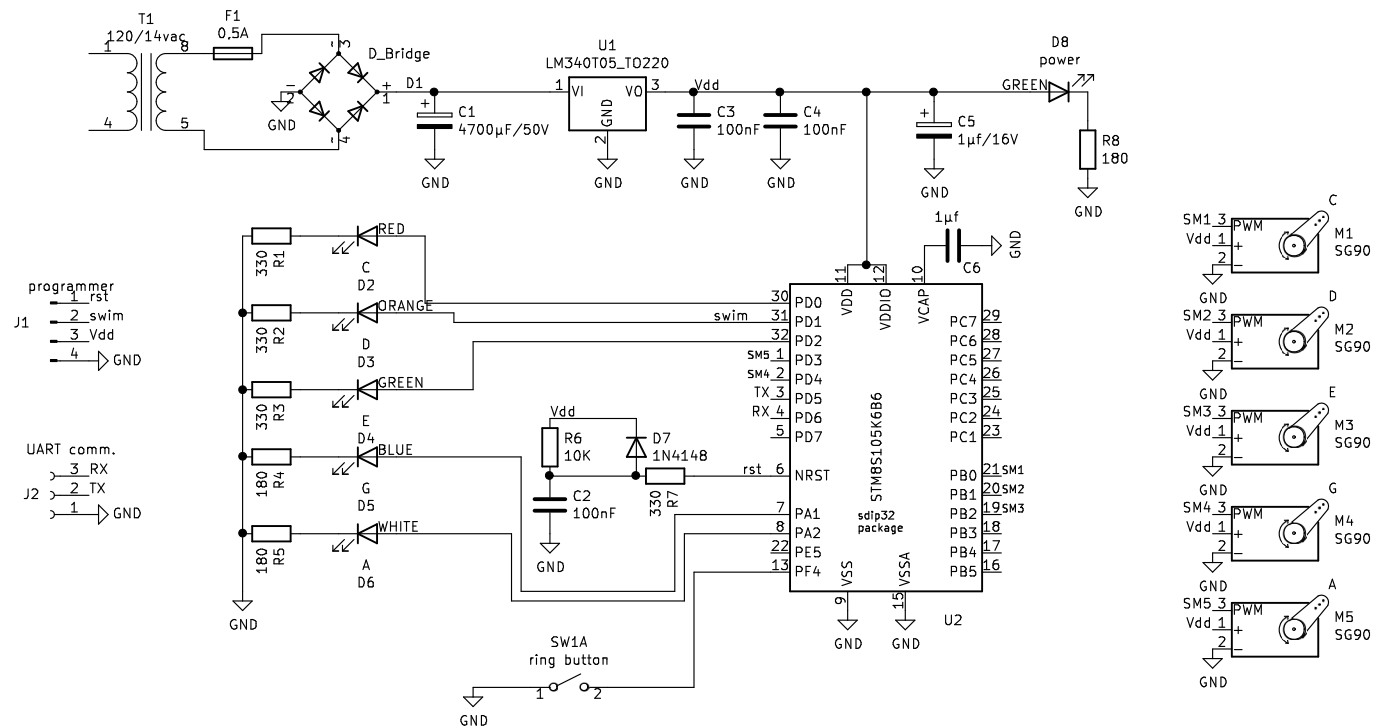 T1
120/14vac
1
8
4
5
F1
0,5A
D_Bridge
~
3
−
2
+
1
~
4
D1
GND
+
C1
4700µF/50V
GND
U1
LM340T05_TO220
1
VI
VO
3
GND
2
GND
Vdd
C3
100nF
GND
C4
100nF
GND
+
C5
1µf/16V
GND
D8
power
GREEN
R8
180
GND
RED
330
R1
C
D2
ORANGE
330
R2
D
D3
GREEN
330
R3
E
D4
BLUE
180
R4
G
D5
WHITE
180
R5
A
D6
GND
programmer
J1
1 rst
2 swim
3 Vdd
4 GND
UART comm.
J2
3 RX
2 TX
1 GND
Vdd
R6
10K
D7
1N4148
C2
100nF
GND
330
R7
SW1A
ring button
1
2
GND
1µf
C6
GND
11
12
10
VDD
VDDIO
VCAP
30 PD0
swim 31 PD1
32 PD2
SM5 1 PD3
SM4 2 PD4
TX 3 PD5
RX 4 PD6
5 PD7
rst 6 NRST
7 PA1
8 PA2
22 PE5
13 PF4
STM8S105K6B6
sdip32
package
PC7 29
PC6 28
PC5 27
PC4 26
PC3 25
PC2 24
PC1 23
PB0 21 SM1
PB1 20 SM2
PB2 19 SM3
PB3 18
PB4 17
PB5 16
VSS
VSSA
9
15
GND
GND
U2
C
SM1 3 PWM
Vdd 1 +
2 −
M1
SG90
GND
D
SM2 3 PWM
Vdd 1 +
2 −
M2
SG90
GND
E
SM3 3 PWM
Vdd 1 +
2 −
M3
SG90
GND
G
SM4 3 PWM
Vdd 1 +
2 −
M4
SG90
GND
A
SM5 3 PWM
Vdd 1 +
2 −
M5
SG90
GND